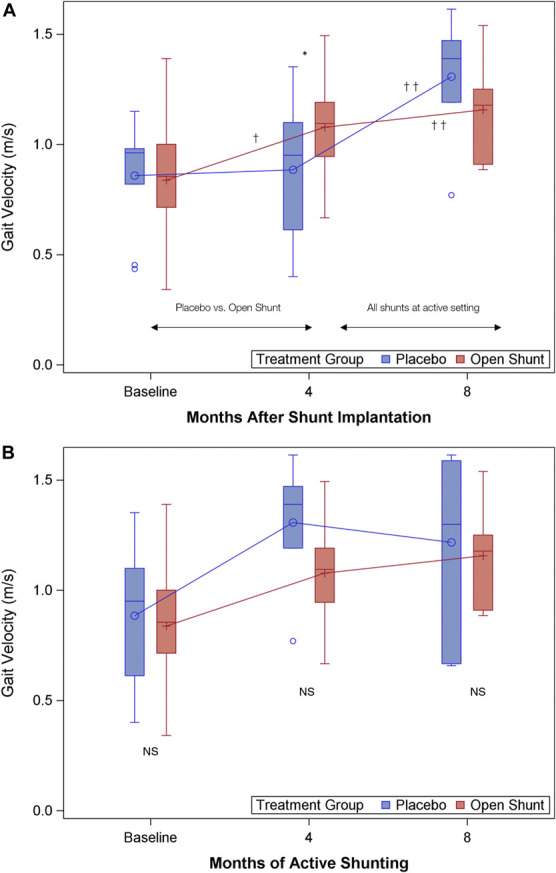 A
Gait Velocity (m/s)
1.5
1.0
0.5
0.0
*
†
† †
† †
Placebo vs. Open Shunt
All shunts at active setting
Treatment Group Placebo Open Shunt
Baseline 4 8
Months After Shunt Implantation
B
Gait Velocity (m/s)
1.5
1.0
0.5
0.0
NS
NS
NS
Treatment Group Placebo Open Shunt
Baseline 4 8
Months of Active Shunting